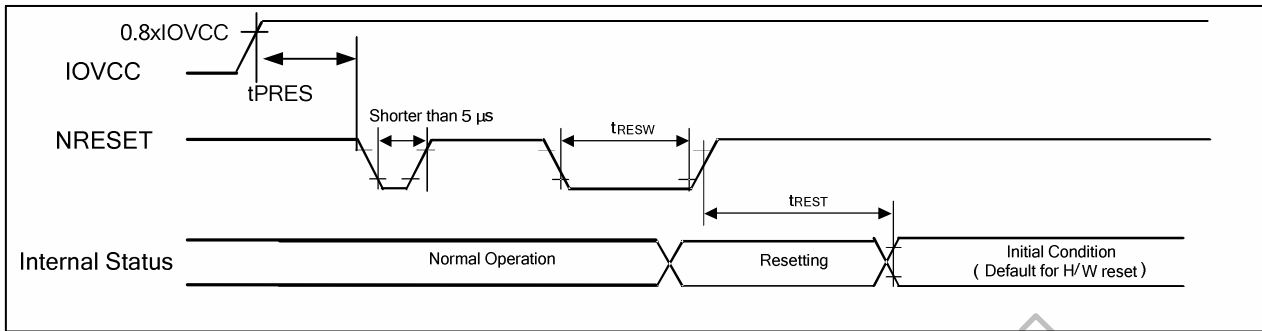 0.8xIOVCC
IOVCC
tPRES
Shorter than 5 µs
NRESET
tRESW
tREST
Internal Status
Normal Operation
Resetting
Initial Condition
( Default for H/W reset )